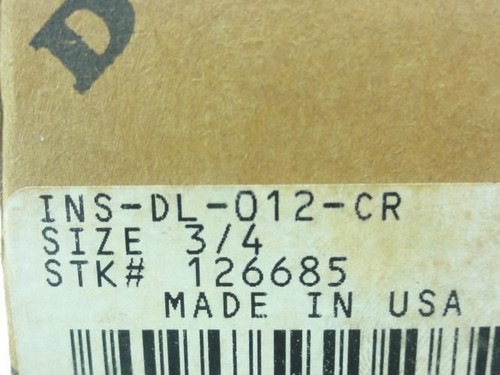 D
INS-DL-012-CR
SIZE 3/4
STK# 126685
MADE IN USA